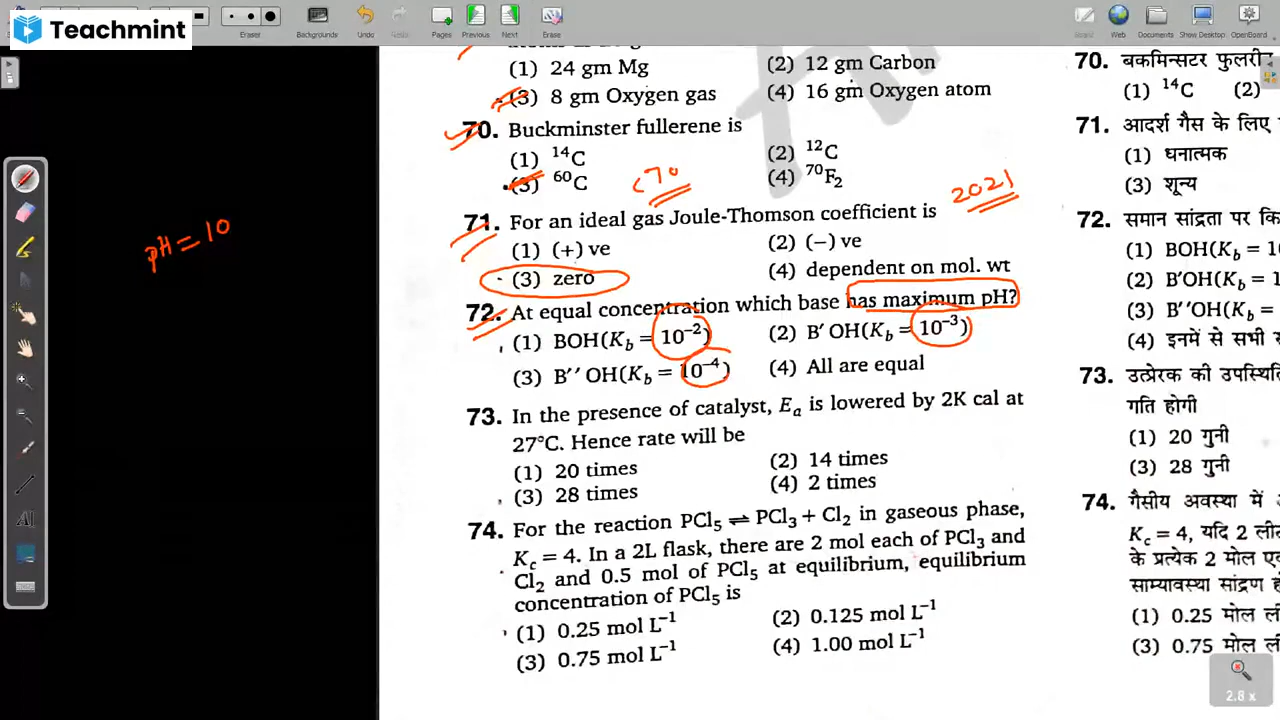 Teachmint
Eraser
Backgrounds
Undo
Redo
Pages
Previous
Next
Erase
Board
Web
Documents
Show Desktop
OpenBoard
pH = 10
(1) 24 gm Mg
(2) 12 gm Carbon
(3) 8 gm Oxygen gas
(4) 16 gm Oxygen atom
70. Buckminster fullerene is
(1) ¹⁴C
(2) ¹²C
(3) ⁶⁰C
(4) ⁷⁰F₂
C70
2021
71. For an ideal gas Joule-Thomson coefficient is
(1) (+) ve
(2) (−) ve
(3) zero
(4) dependent on mol. wt
72. At equal concentration which base has maximum pH?
(1) BOH(K_b = 10⁻²)
(2) B′ OH(K_b = 10⁻³)
(3) B′′ OH(K_b = 10⁻⁴)
(4) All are equal
73. In the presence of catalyst, Eₐ is lowered by 2K cal at
27°C. Hence rate will be
(1) 20 times
(2) 14 times
(3) 28 times
(4) 2 times
74. For the reaction PCl₅ ⇌ PCl₃ + Cl₂ in gaseous phase,
K_c = 4. In a 2L flask, there are 2 mol each of PCl₃ and
Cl₂ and 0.5 mol of PCl₅ at equilibrium, equilibrium
concentration of PCl₅ is
(1) 0.25 mol L⁻¹
(2) 0.125 mol L⁻¹
(3) 0.75 mol L⁻¹
(4) 1.00 mol L⁻¹
70. बकमिन्सटर
(1) ¹⁴C (2)
71. आदर्श गैस के लिए
(1) धनात्मक
(3) शून्य
72. समान सांद्रता पर
(1) BOH(K_b =
(2) B′OH(K_b =
(3) B′′OH(K_b =
(4) इनमें से सभी
73. उत्प्रेरक की
गति होगी
(1) 20 गुनी
(3) 28 गुनी
74. गैसीय अवस्था में
K_c = 4, यदि 2
के प्रत्येक 2 मोल
साम्यावस्था सांद्रण
(1) 0.25 मोल
(3) 0.75 मोल
2.8 x